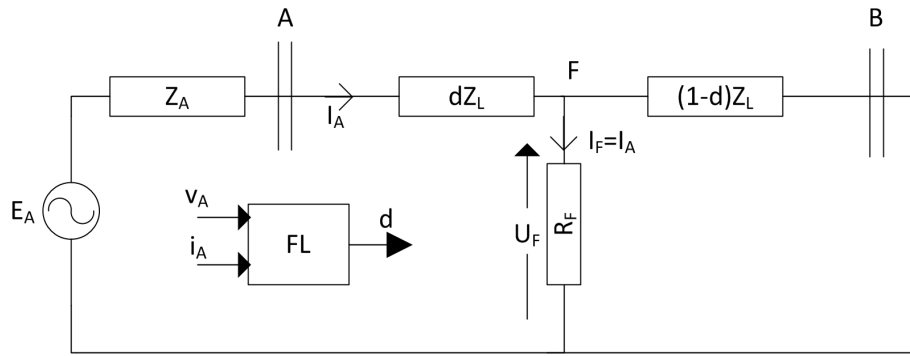 A
B
F
Z_A
dZ_L
(1-d)Z_L
I_A
I_F=I_A
E_A
v_A
i_A
FL
d
U_F
R_F